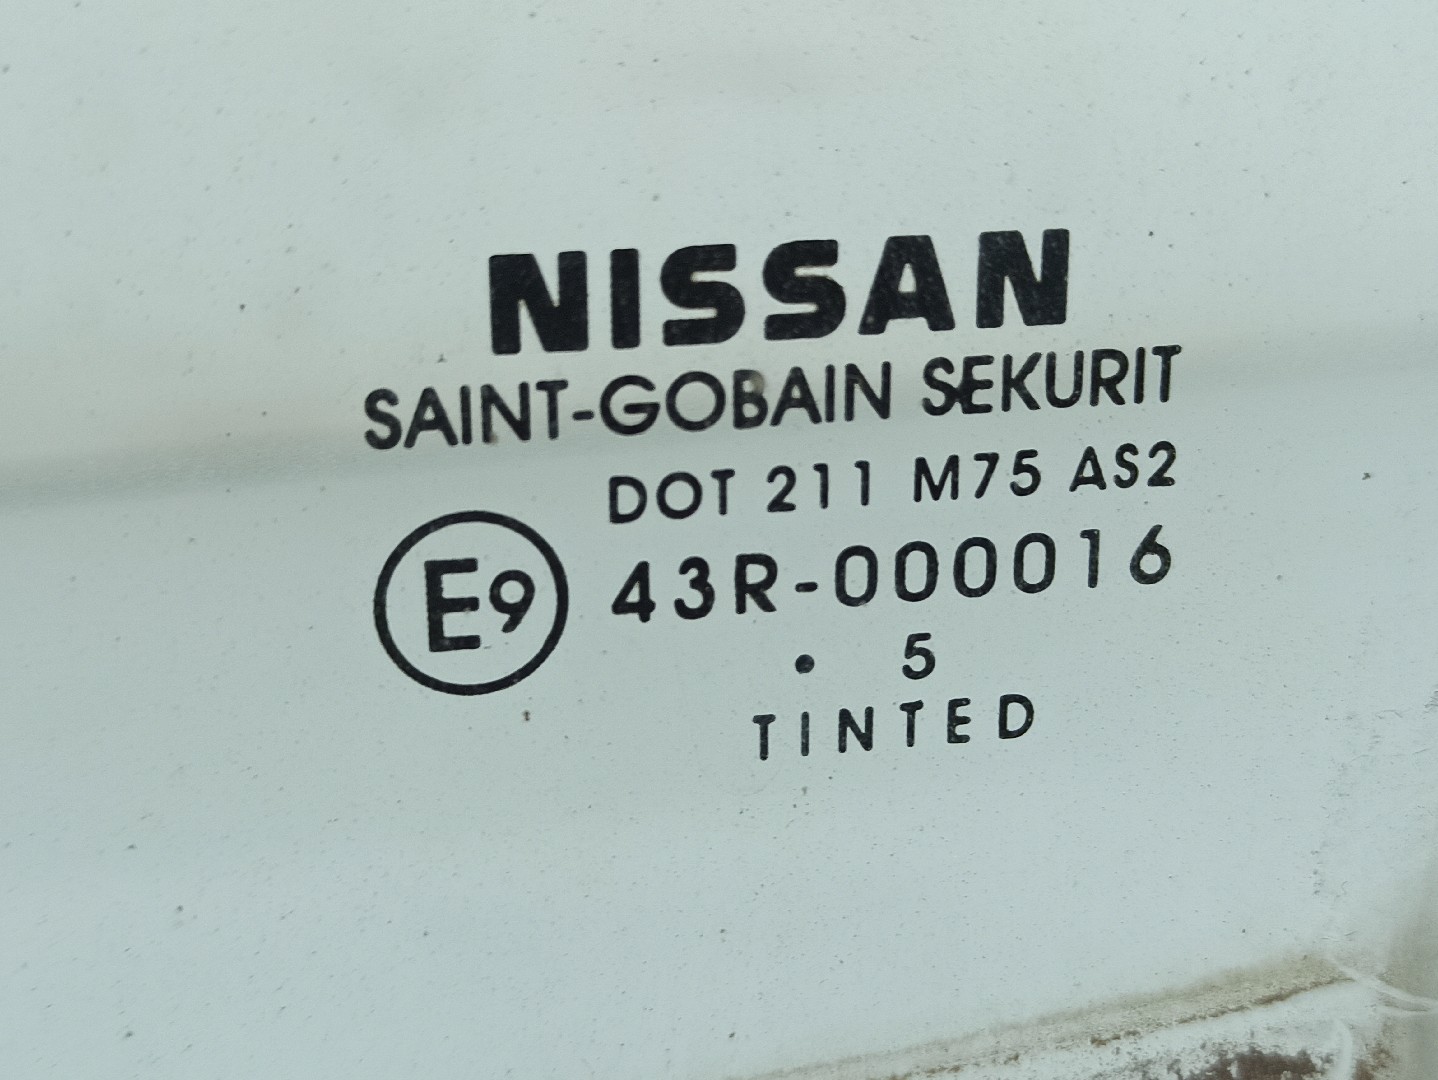 NISSAN
SAINT-GOBAIN SEKURIT
DOT 211 M75 AS2
E9 43R-000016
. 5
TINTED